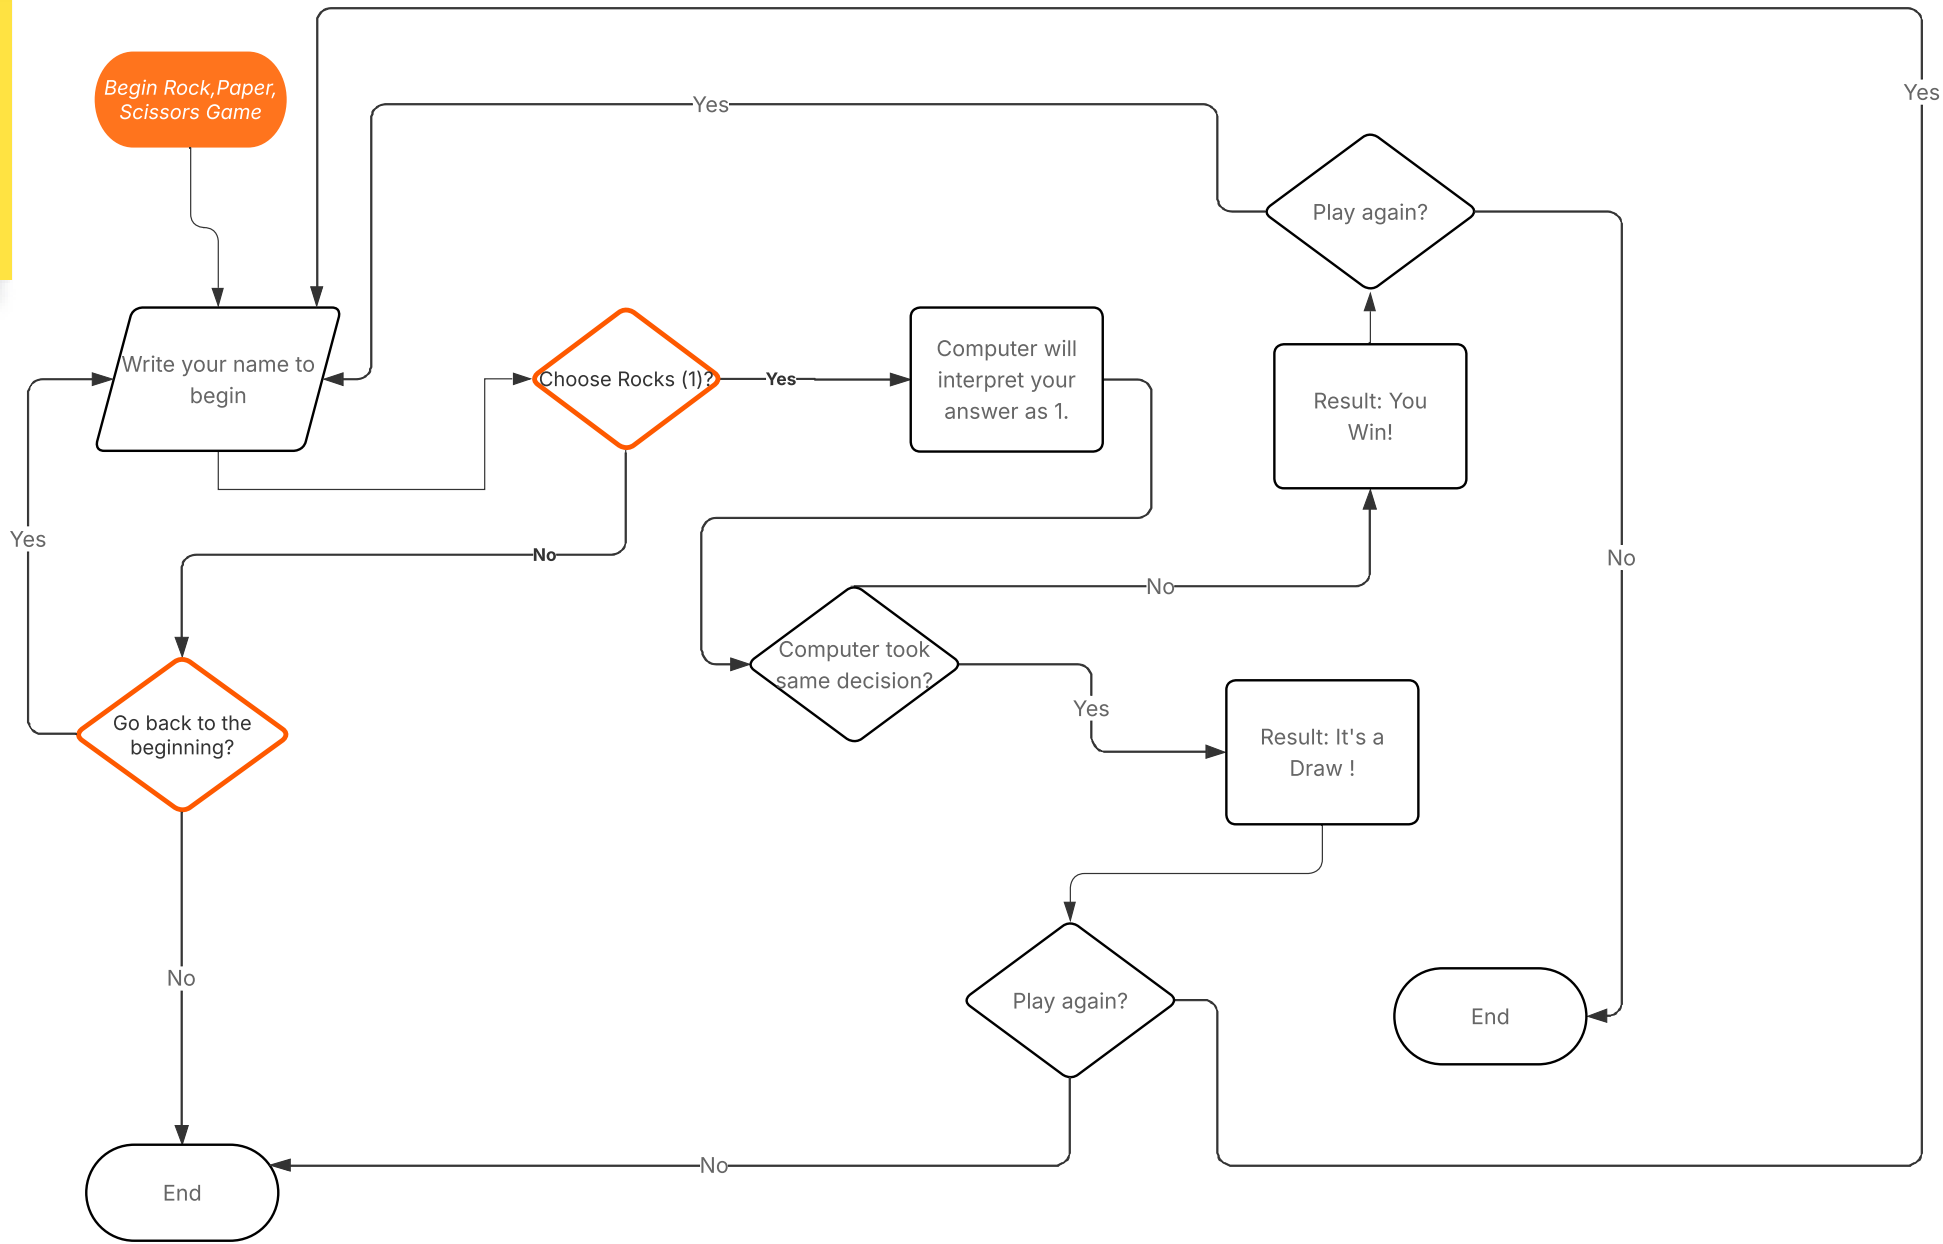 Begin Rock,Paper,
Scissors Game
Yes
Yes
Play again?
Write your name to
begin
Choose Rocks (1)?
Yes
Computer will
interpret your
answer as 1.
Result: You
Win!
Yes
No
No
No
Computer took
same decision?
Yes
Go back to the
beginning?
Result: It's a
Draw !
No
Play again?
End
No
End